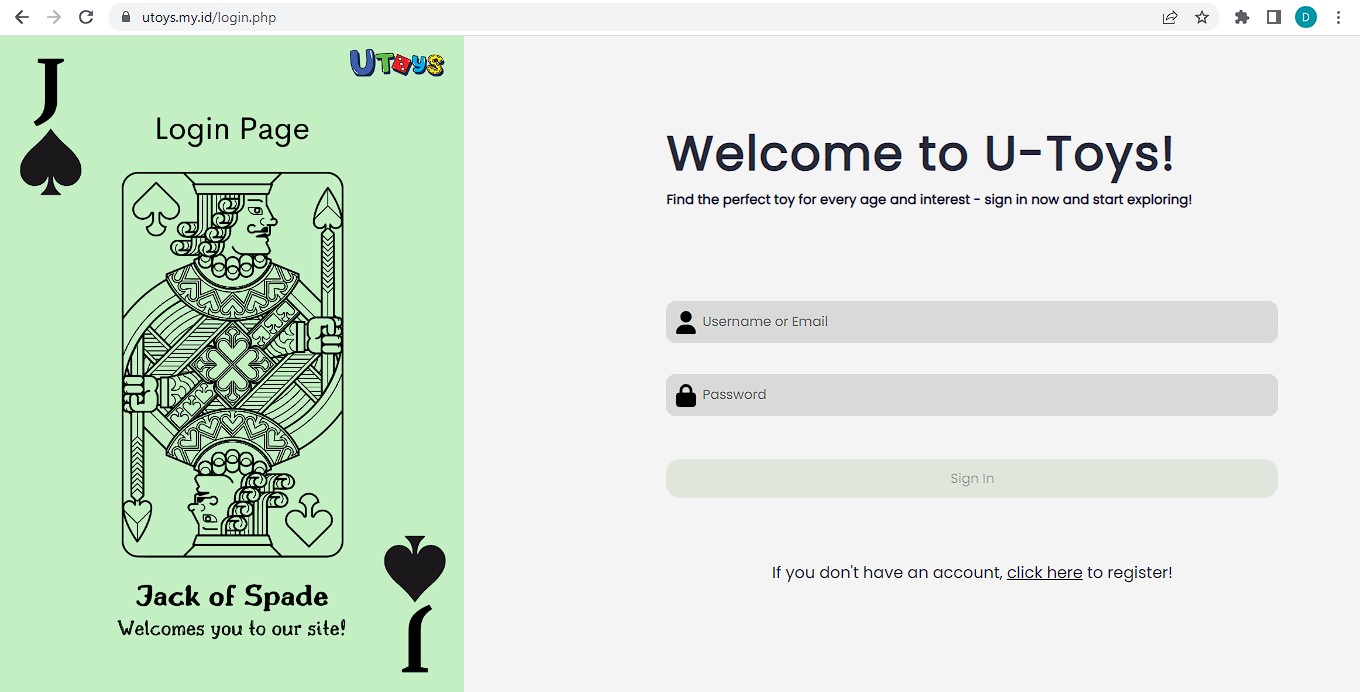 utoys.my.id/login.php
D
J
UToys
Login Page
Jack of Spade
Welcomes you to our site!
J
Welcome to U-Toys!
Find the perfect toy for every age and interest - sign in now and start exploring!
Username or Email
Password
Sign In
If you don't have an account, click here to register!